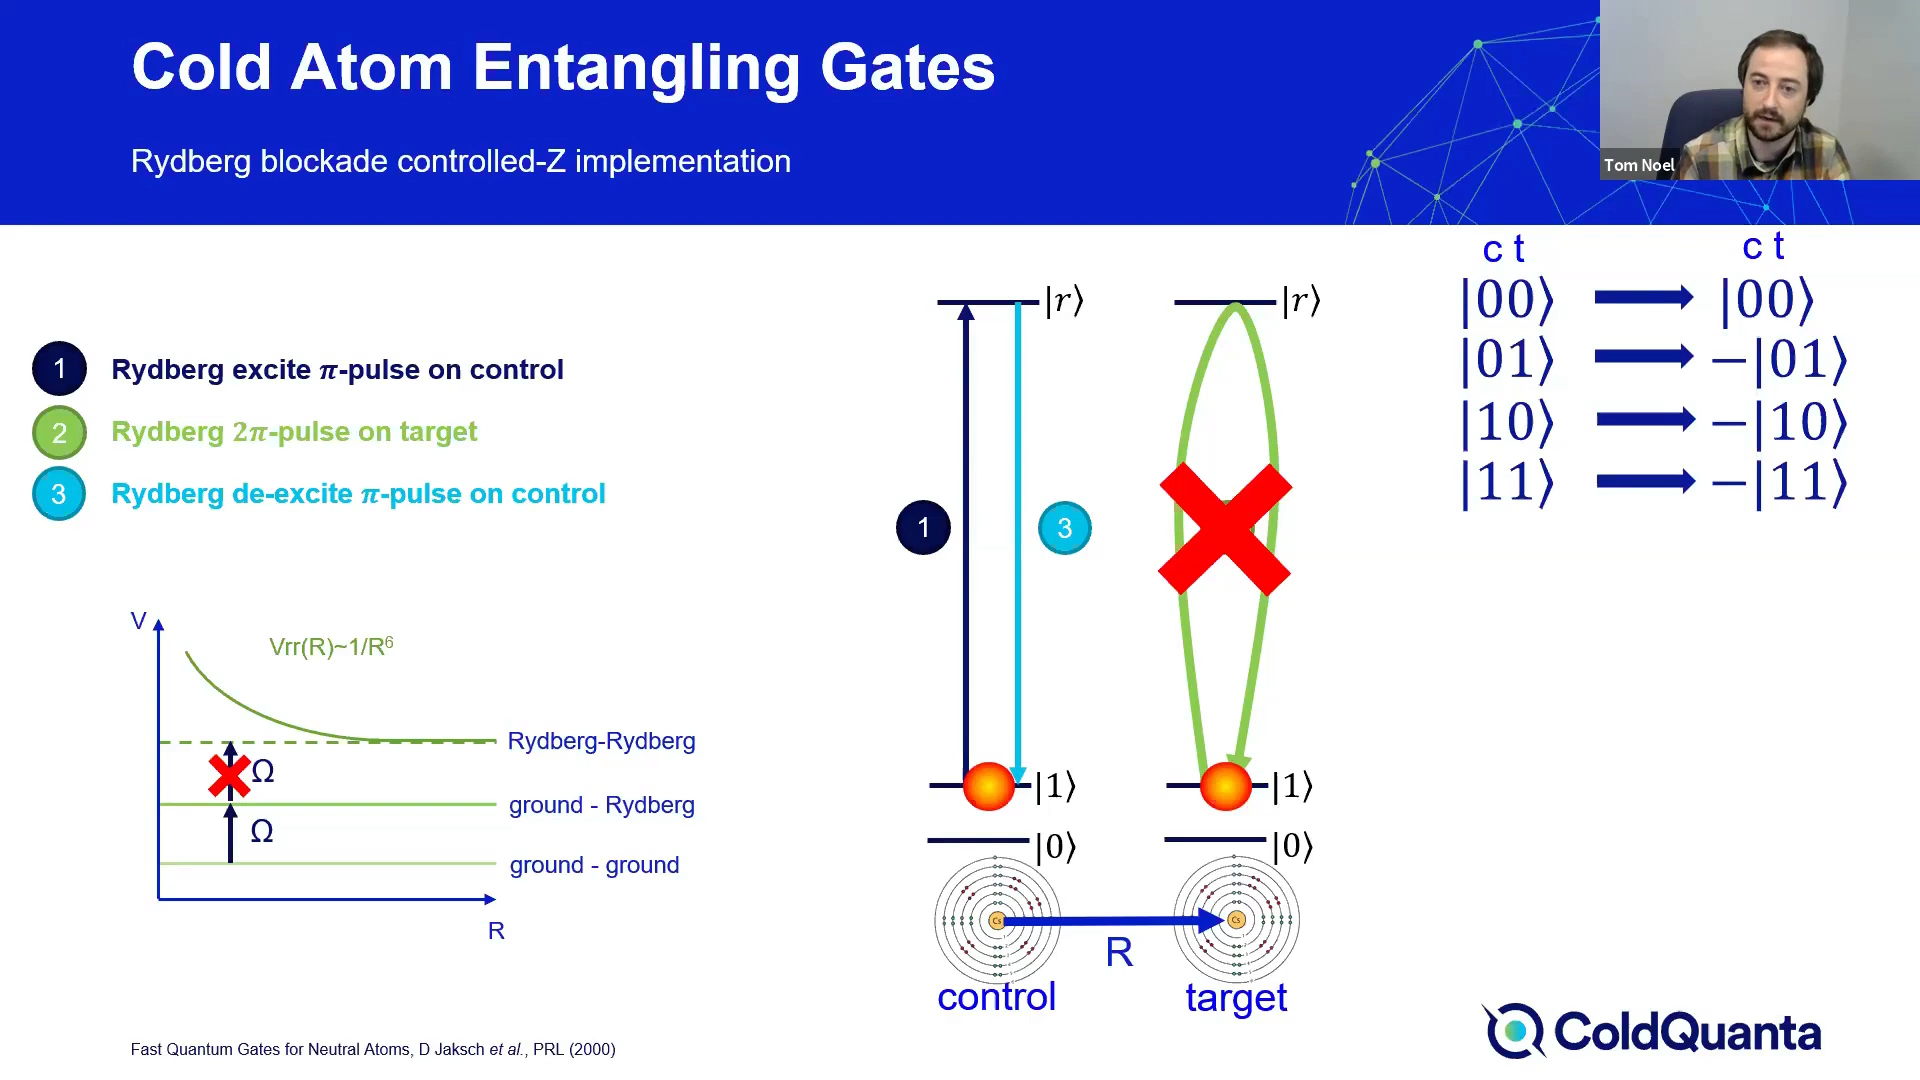 Cold Atom Entangling Gates
Rydberg blockade controlled-Z implementation
Tom Noel
1 Rydberg excite π-pulse on control
2 Rydberg 2π-pulse on target
3 Rydberg de-excite π-pulse on control
V
Vrr(R)~1/R⁶
Rydberg-Rydberg
Ω
ground - Rydberg
Ω
ground - ground
R
|r⟩
|r⟩
1
3
|1⟩
|1⟩
|0⟩
|0⟩
Cs
Cs
R
control
target
c t
c t
|00⟩ |00⟩
|01⟩ −|01⟩
|10⟩ −|10⟩
|11⟩ −|11⟩
Fast Quantum Gates for Neutral Atoms, D Jaksch et al., PRL (2000)
ColdQuanta